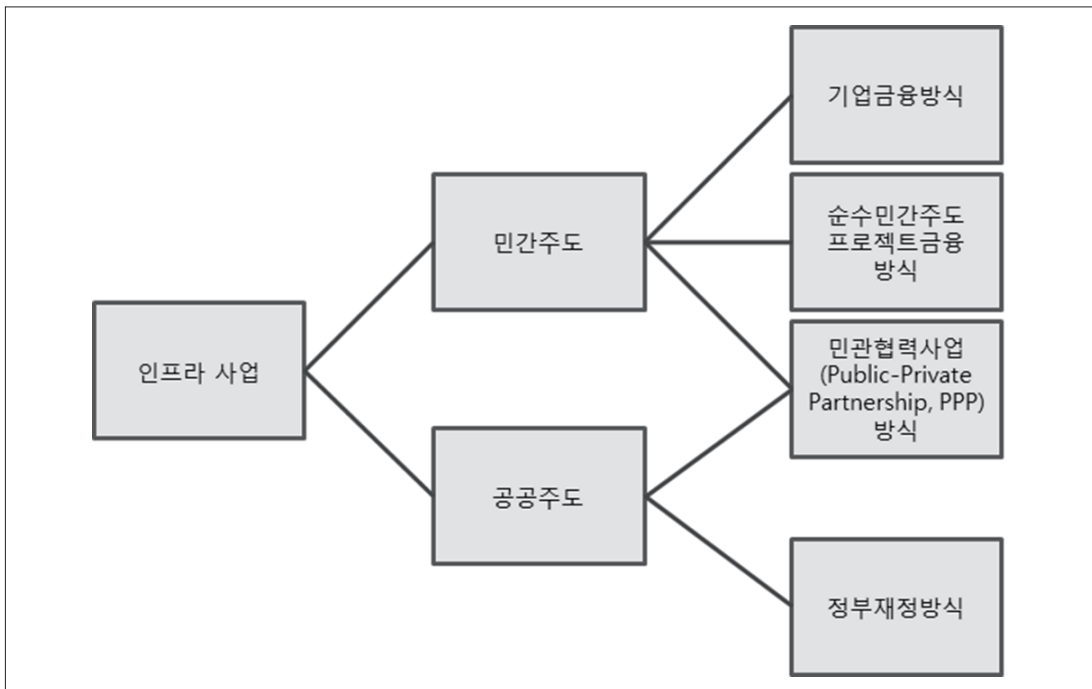 기업금융방식
순수민간주도
프로젝트금융
방식
민간주도
민관협력사업
(Public-Private
Partnership, PPP)
방식
인프라 사업
공공주도
정부재정방식